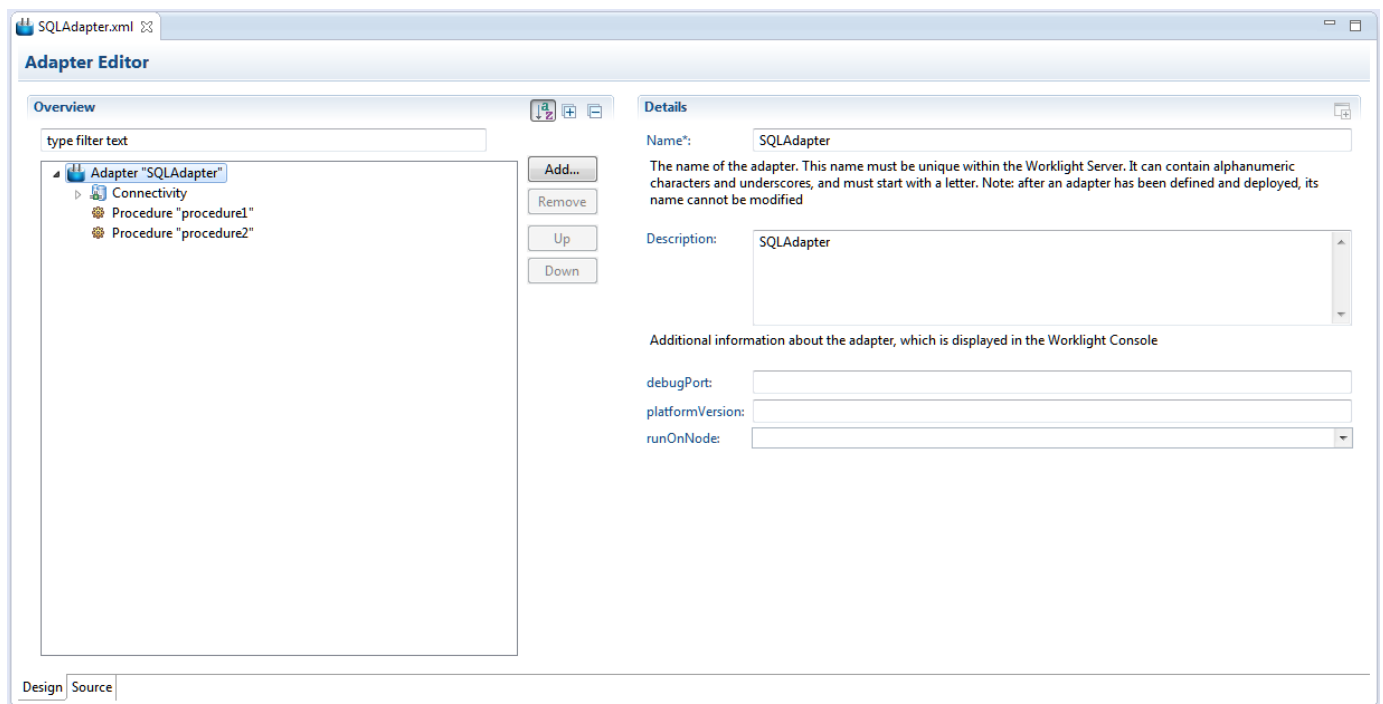 SQLAdapter.xml
Adapter Editor
Overview
type filter text
Adapter "SQLAdapter"
Connectivity
Procedure "procedure1"
Procedure "procedure2"
Add...
Remove
Up
Down
Details
Name*: SQLAdapter
The name of the adapter. This name must be unique within the Worklight Server. It can contain alphanumeric
characters and underscores, and must start with a letter. Note: after an adapter has been defined and deployed, its
name cannot be modified
Description: SQLAdapter
Additional information about the adapter, which is displayed in the Worklight Console
debugPort:
platformVersion:
runOnNode:
Design Source